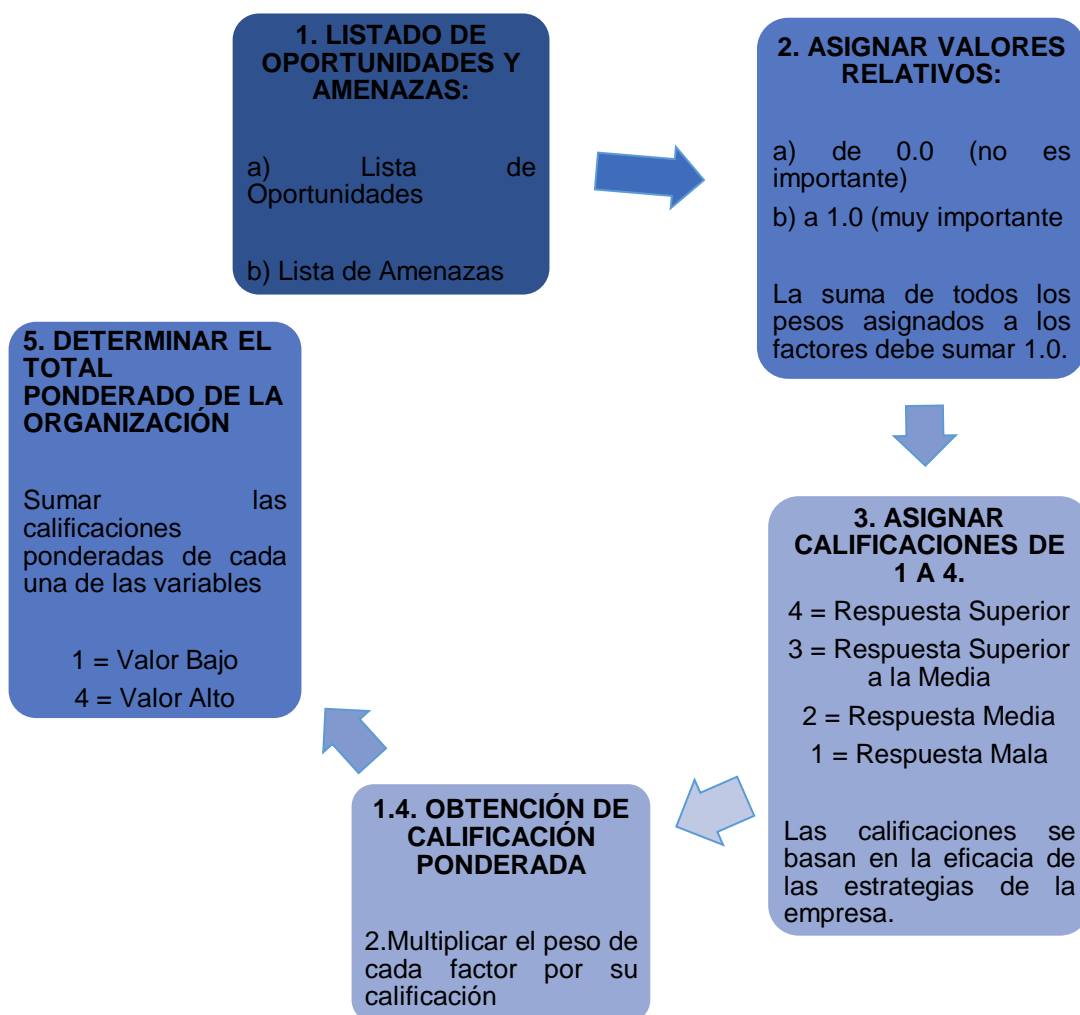 1. LISTADO DE
OPORTUNIDADES Y
AMENAZAS:
a) Lista de
Oportunidades
b) Lista de Amenazas
2. ASIGNAR VALORES
RELATIVOS:
a) de 0.0 (no es
importante)
b) a 1.0 (muy importante
La suma de todos los
pesos asignados a los
factores debe sumar 1.0.
3. ASIGNAR
CALIFICACIONES DE
1 A 4.
4 = Respuesta Superior
3 = Respuesta Superior
a la Media
2 = Respuesta Media
1 = Respuesta Mala
Las calificaciones se
basan en la eficacia de
las estrategias de la
empresa.
1.4. OBTENCIÓN DE
CALIFICACIÓN
PONDERADA
2.Multiplicar el peso de
cada factor por su
calificación
5. DETERMINAR EL
TOTAL
PONDERADO DE LA
ORGANIZACIÓN
Sumar las
calificaciones
ponderadas de cada
una de las variables
1 = Valor Bajo
4 = Valor Alto